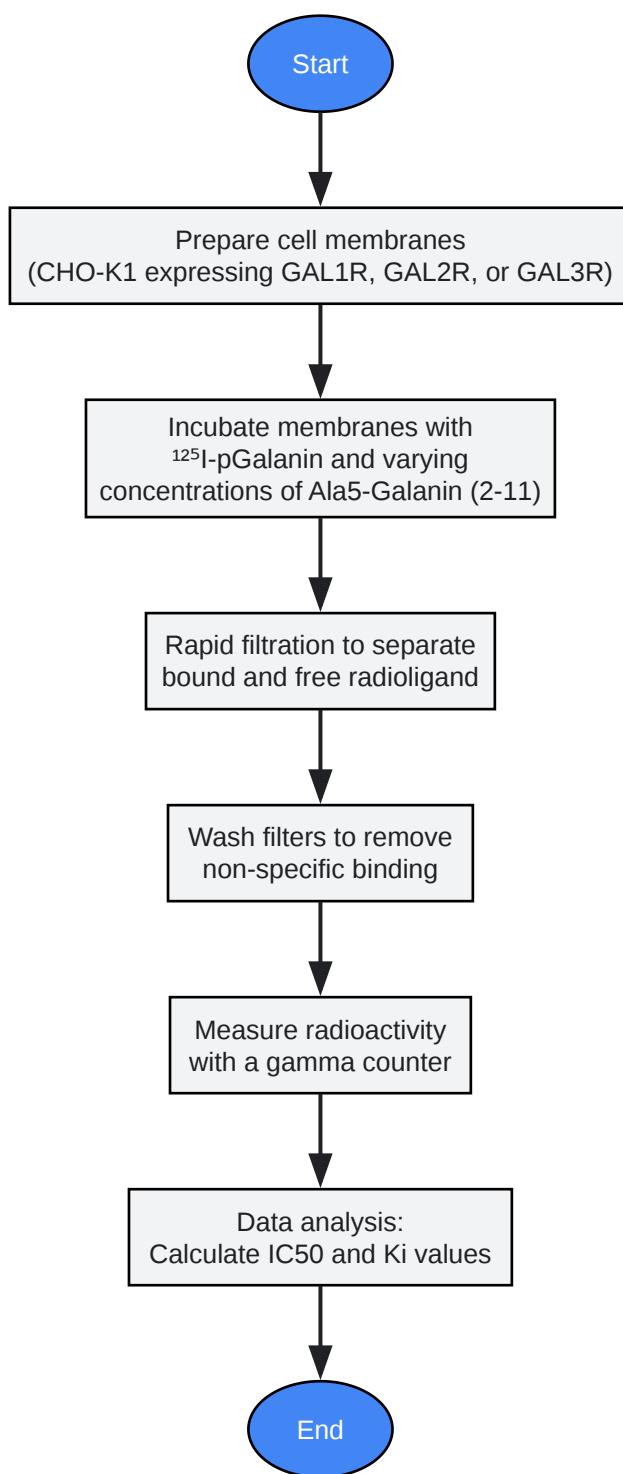 Start
Prepare cell membranes
(CHO-K1 expressing GAL1R, GAL2R, or GAL3R)
Incubate membranes with
¹²⁵I-pGalanin and varying
concentrations of Ala5-Galanin (2-11)
Rapid filtration to separate
bound and free radioligand
Wash filters to remove
non-specific binding
Measure radioactivity
with a gamma counter
Data analysis:
Calculate IC50 and Ki values
End